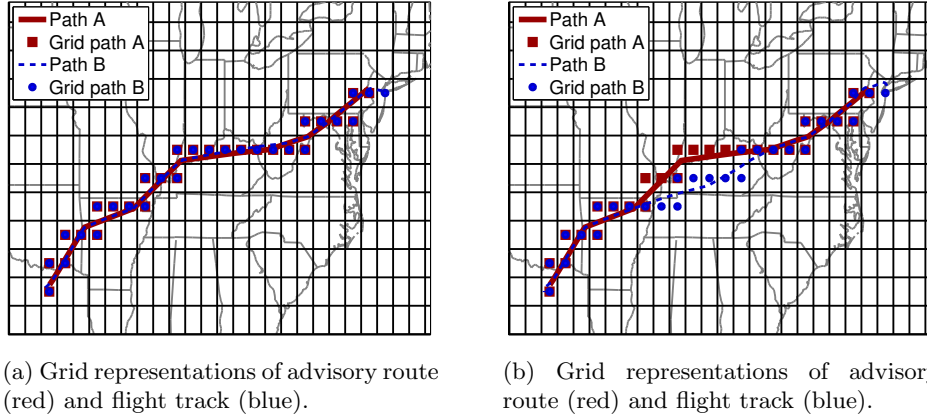 Path A
Grid path A
Path B
Grid path B
Path A
Grid path A
Path B
Grid path B
(a) Grid representations of advisory route
(red) and flight track (blue).
(b) Grid representations of advisor
route (red) and flight track (blue).